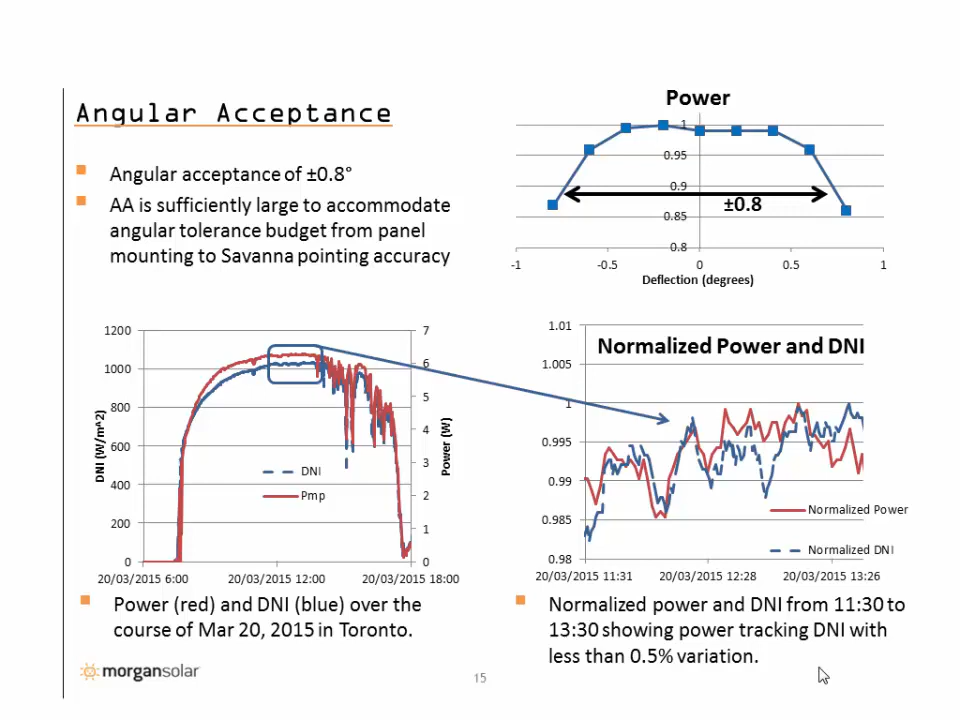 Angular Acceptance
Angular acceptance of ±0.8°
AA is sufficiently large to accommodate
angular tolerance budget from panel
mounting to Savanna pointing accuracy
Power
1
0.95
0.9
0.85
0.8
±0.8
-1 -0.5 0 0.5 1
Deflection (degrees)
1200
1000
800
600
400
200
0
DNI (W/m^2)
7
6
5
4
3
2
1
0
Power (W)
DNI
Pmp
20/03/2015 6:00 20/03/2015 12:00 20/03/2015 18:00
Power (red) and DNI (blue) over the
course of Mar 20, 2015 in Toronto.
Normalized Power and DNI
1.01
1.005
1
0.995
0.99
0.985
0.98
Normalized Power
Normalized DNI
20/03/2015 11:31 20/03/2015 12:28 20/03/2015 13:26
Normalized power and DNI from 11:30 to
13:30 showing power tracking DNI with
less than 0.5% variation.
morgansolar
15